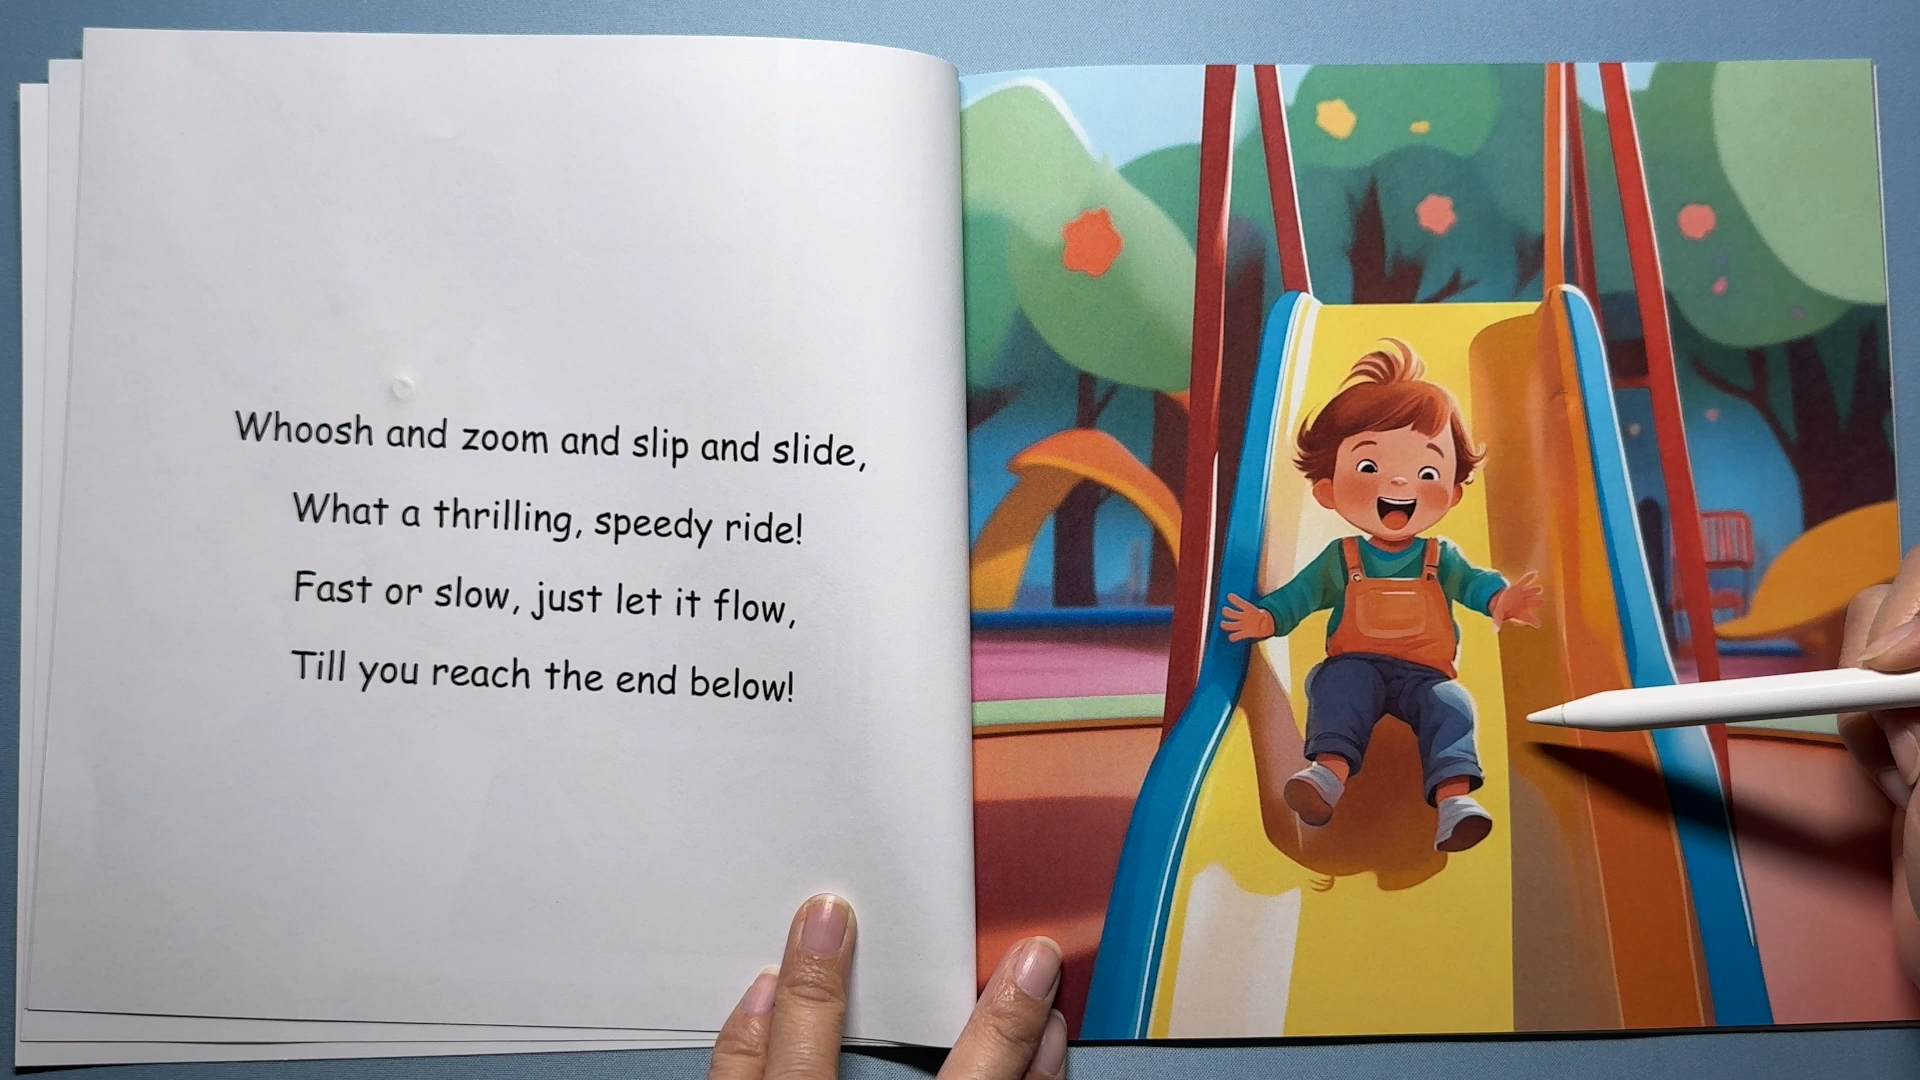 Whoosh and zoom and slip and slide,
What a thrilling, speedy ride!
Fast or slow, just let it flow,
Till you reach the end below!